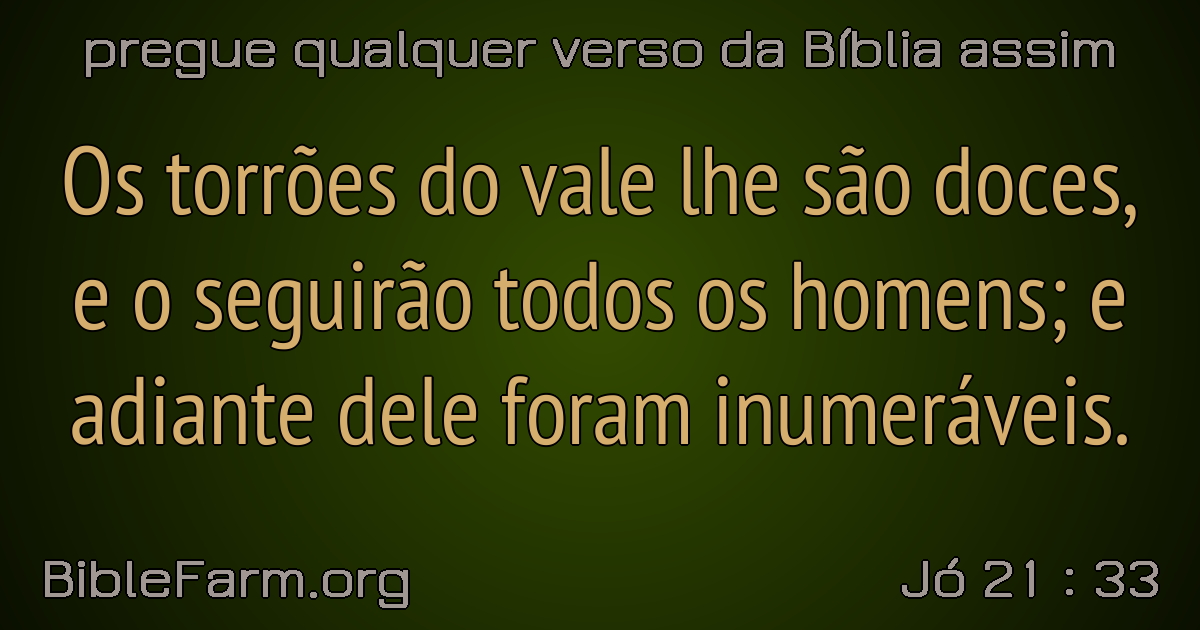 pregue qualquer verso da Bíblia assim
Os torrões do vale lhe são doces,
e o seguirão todos os homens; e
adiante dele foram inumeráveis.
BibleFarm.org
Jó 21 : 33